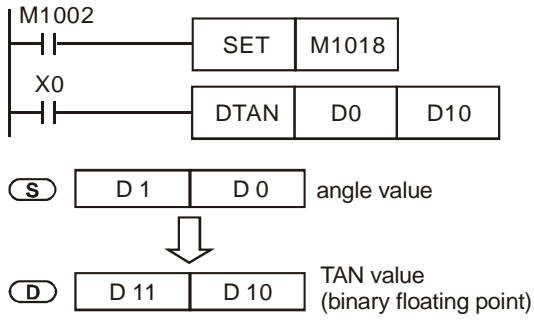 M1002
SET M1018
X0
DTAN D0 D10
S D 1 D 0 angle value
D D 11 D 10 TAN value
(binary floating point)